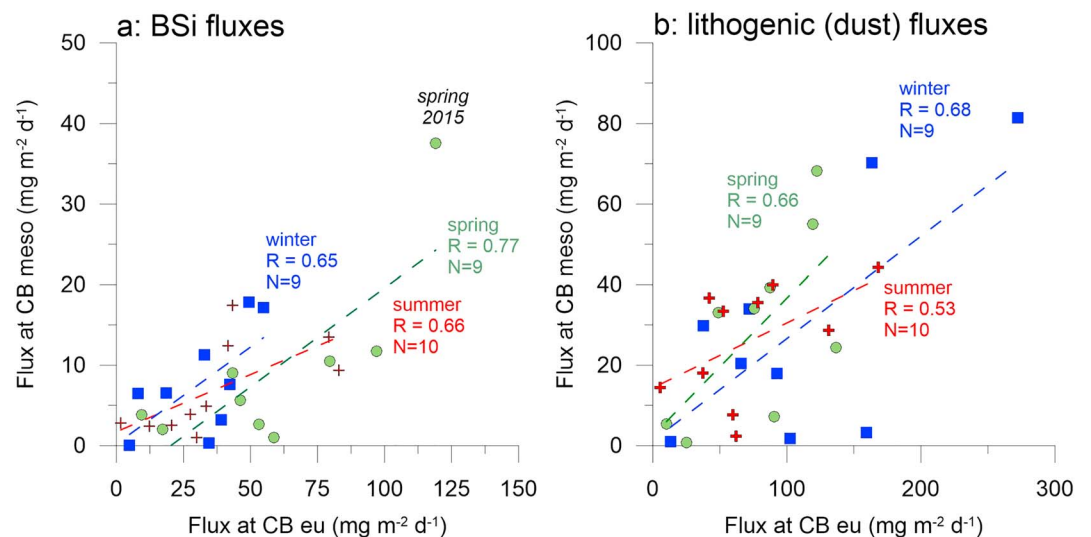 a: BSi fluxes
50
40
30
20
10
0
Flux at CB meso (mg m-2 d-1)
spring
2015
winter
R = 0.65
N=9
spring
R = 0.77
N=9
summer
R = 0.66
N=10
0 25 50 75 100 125 150
Flux at CB eu (mg m-2 d-1)
b: lithogenic (dust) fluxes
100
80
60
40
20
0
Flux at CB meso (mg m-2 d-1)
winter
R = 0.68
N=9
spring
R = 0.66
N=9
summer
R = 0.53
N=10
0 100 200 300
Flux at CB eu (mg m-2 d-1)